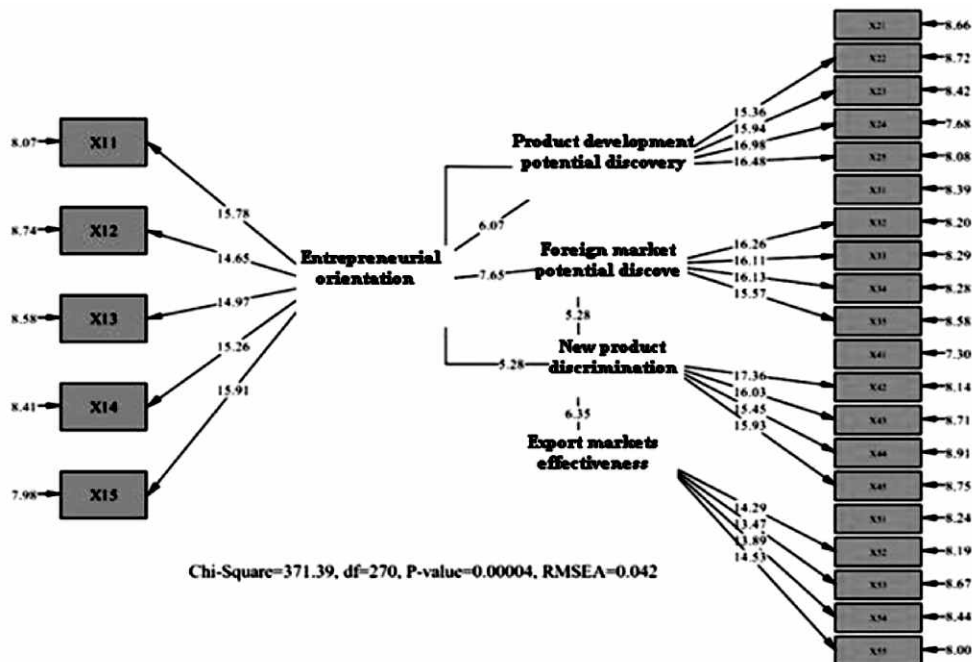 8.07 X11
8.74 X12
8.58 X13
8.41 X14
7.98 X15
15.78
14.65
14.97
15.26
15.91
Entrepreneurial
orientation
6.07
7.65
5.28
Product development
potential discovery
Foreign market
potential discove
5.28
New product
discrimination
6.35
Export markets
effectiveness
15.36
15.94
16.98
16.48
16.26
16.11
16.13
15.57
17.36
16.03
15.45
15.93
14.29
13.47
13.89
14.53
X21 8.66
X22 8.72
X23 8.42
X24 7.68
X25 8.08
X31 8.39
X32 8.20
X33 8.29
X34 8.28
X35 8.58
X41 7.30
X42 8.14
X43 8.71
X44 8.91
X45 8.75
X51 8.24
X52 8.19
X53 8.67
X54 8.44
X55 8.00
Chi-Square=371.39, df=270, P-value=0.00004, RMSEA=0.042